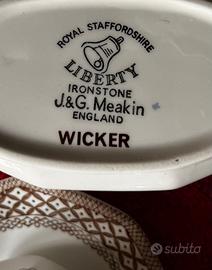 ROYAL STAFFORDSHIRE
LIBERTY
IRONSTONE
J.&G. Meakin
ENGLAND
WICKER
subito